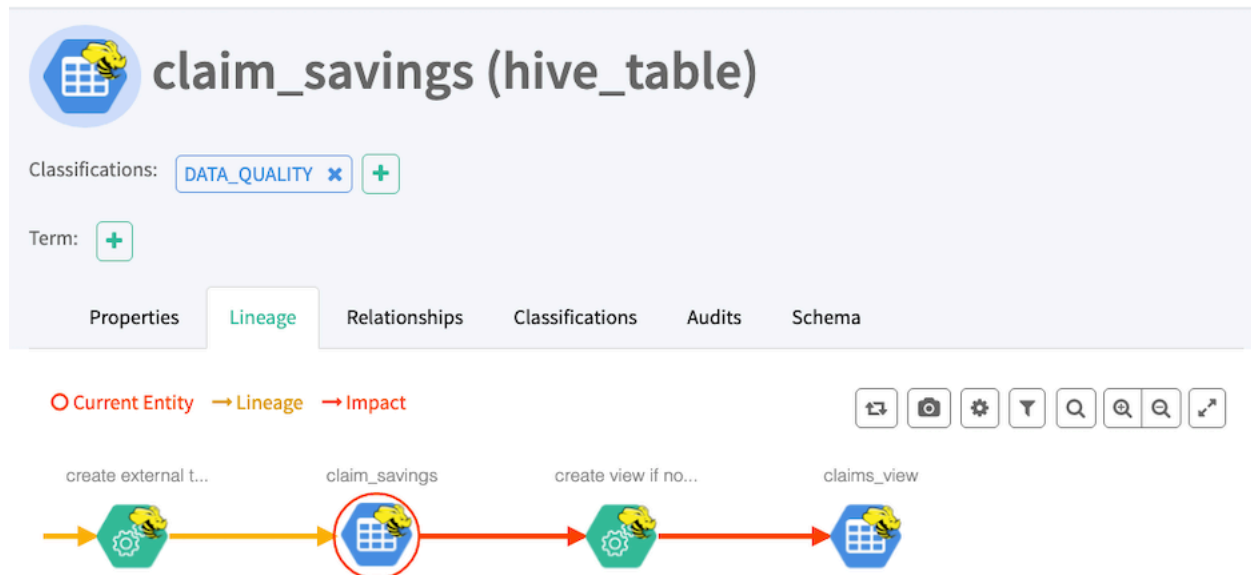 claim_savings (hive_table)
Classifications: DATA_QUALITY
Term:
Properties Lineage Relationships Classifications Audits Schema
Current Entity Lineage Impact
create external t... claim_savings create view if no... claims_view